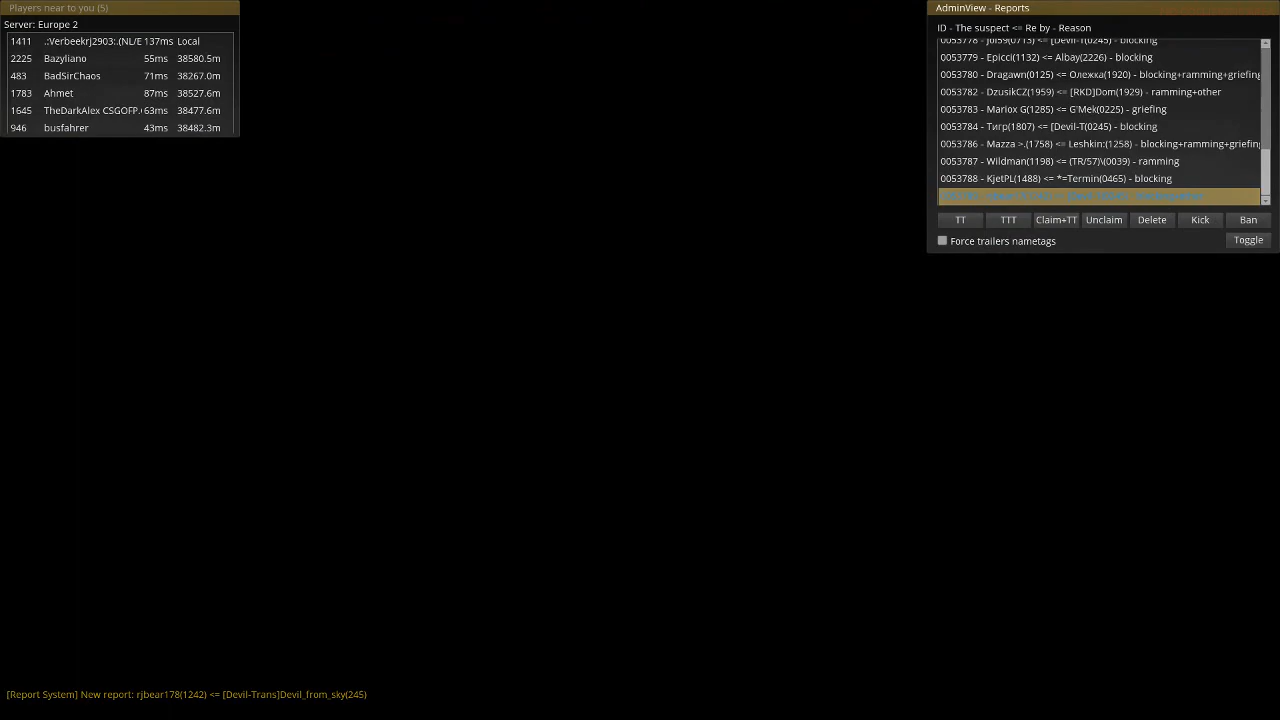 Players near to you (5)
Server: Europe 2
1411 .:Verbeekrj2903:.(NL/E 137ms Local
2225 Bazyliano 55ms 38580.5m
483 BadSirChaos 71ms 38267.0m
1783 Ahmet 87ms 38527.6m
1645 TheDarkAlex CSGOFP. 63ms 38477.6m
946 busfahrer 43ms 38482.3m
AdminView - Reports
ID - The suspect <= Re by - Reason
0053778 - Jol59(0713) <= [Devil-T(0245) - blocking
0053779 - Epicci(1132) <= Albay(2226) - blocking
0053780 - Dragawn(0125) <= Олежка(1920) - blocking+ramming+griefing
0053782 - DzusikCZ(1959) <= [RKD]Dom(1929) - ramming+other
0053783 - Mariox G(1285) <= G'Mek(0225) - griefing
0053784 - Тигр(1807) <= [Devil-T(0245) - blocking
0053786 - Mazza >.(1758) <= Leshkin:(1258) - blocking+ramming+griefing
0053787 - Wildman(1198) <= (TR/57)\(0039) - ramming
0053788 - KjetPL(1488) <= *=Termin(0465) - blocking
TT TTT Claim+TT Unclaim Delete Kick Ban
Force trailers nametags Toggle
[Report System] New report: rjbear178(1242) <= [Devil-Trans]Devil_from_sky(245)